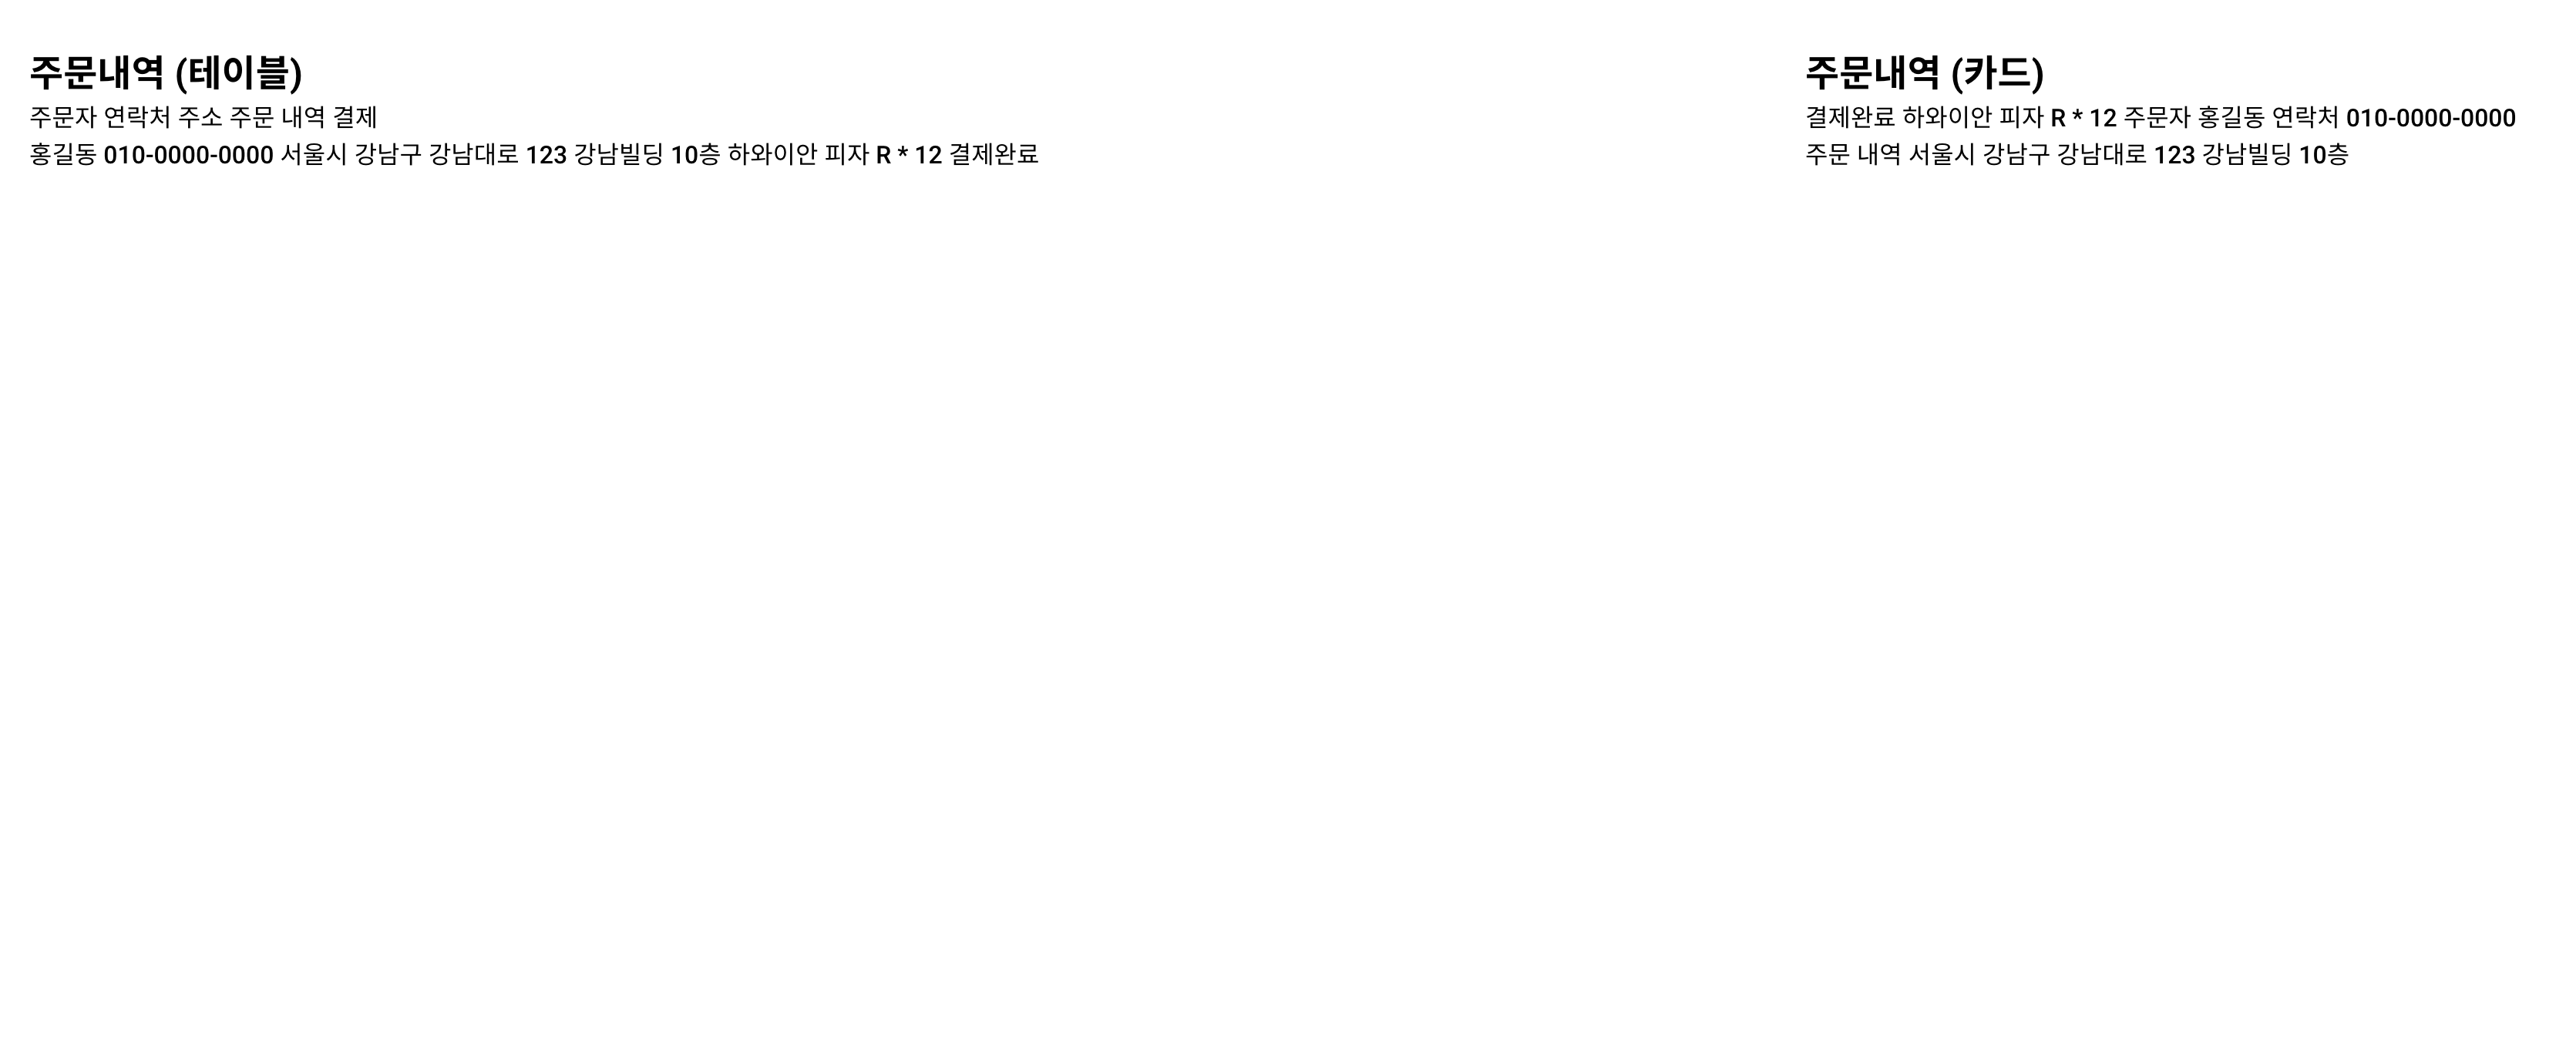 주문내역 (테이블)
주문자 연락처 주소 주문 내역 결제
홍길동 010-0000-0000 서울시 강남구 강남대로 123 강남빌딩 10층 하와이안 피자 R * 12 결제완료
주문내역 (카드)
결제완료 하와이안 피자 R * 12 주문자 홍길동 연락처 010-0000-0000
주문 내역 서울시 강남구 강남대로 123 강남빌딩 10층